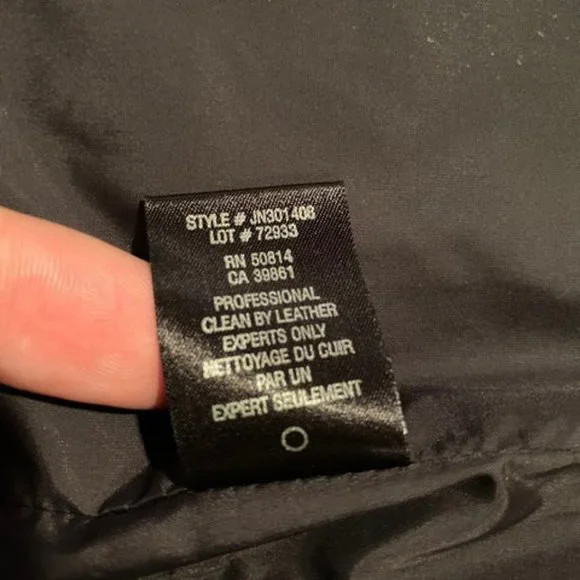 STYLE # JN301408
LOT # 72933
RN 50814
CA 39861
PROFESSIONAL
CLEAN BY LEATHER
EXPERTS ONLY
NETTOYAGE DU CUIR
PAR UN
EXPERT SEULEMENT